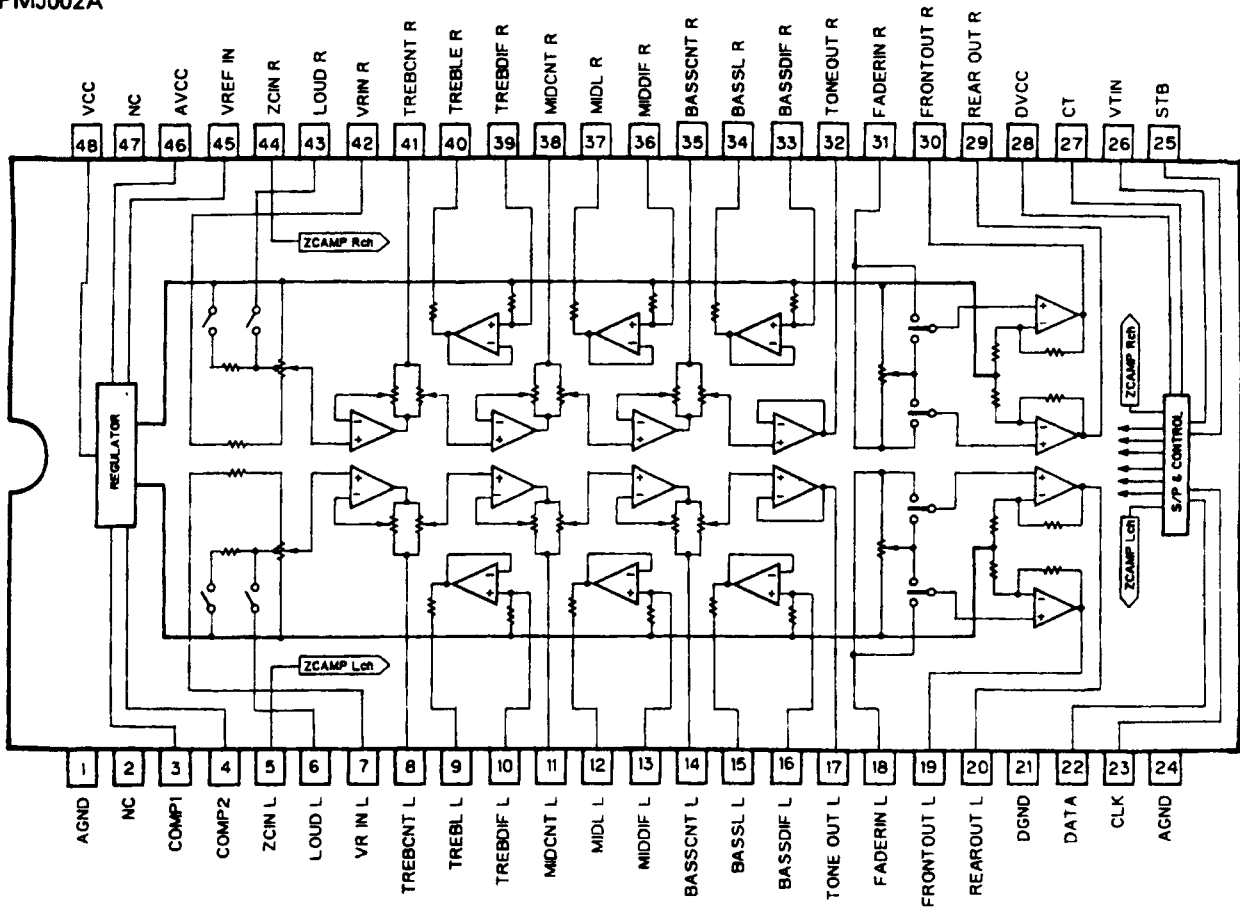 PMJ002A
VCC
NC
AVCC
VREF IN
ZCIN R
LOUD R
VRIN R
TREBCNT R
TREBLE R
TREBDIF R
MIDCNT R
MIDL R
MIDDIF R
BASSCNT R
BASSL R
BASSDIF R
TONEOUT R
FADERIN R
FRONTOUT R
REAR OUT R
DVCC
CT
VTIN
STB
48 47 46 45 44 43 42 41 40 39 38 37 36 35 34 33 32 31 30 29 28 27 26 25
ZCAMP Rch
ZCAMP Rch
REGULATOR
S/P & CONTROL
ZCAMP Lch
ZCAMP Lch
1 2 3 4 5 6 7 8 9 10 11 12 13 14 15 16 17 18 19 20 21 22 23 24
AGND
NC
COMP1
COMP2
ZCIN L
LOUD L
VR IN L
TREBCNT L
TREBL L
TREBDIF L
MIDCNT L
MIDL L
MIDDIF L
BASSCNT L
BASSL L
BASSDIF L
TONE OUT L
FADERIN L
FRONTOUT L
REAROUT L
DGND
DATA
CLK
AGND